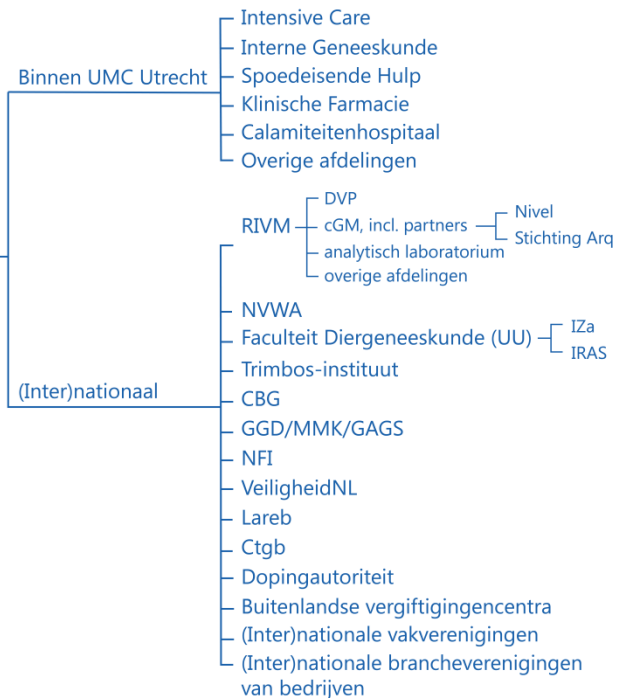 Binnen UMC Utrecht
Intensive Care
Interne Geneeskunde
Spoedeisende Hulp
Klinische Farmacie
Calamiteitenhospitaal
Overige afdelingen
(Inter)nationaal
RIVM
DVP
cGM, incl. partners
Nivel
Stichting Arq
analytisch laboratorium
overige afdelingen
NVWA
Faculteit Diergeneeskunde (UU)
IZa
IRAS
Trimbos-instituut
CBG
GGD/MMK/GAGS
NFI
VeiligheidNL
Lareb
Ctgb
Dopingautoriteit
Buitenlandse vergiftigingencentra
(Inter)nationale vakverenigingen
(Inter)nationale brancheverenigingen
van bedrijven